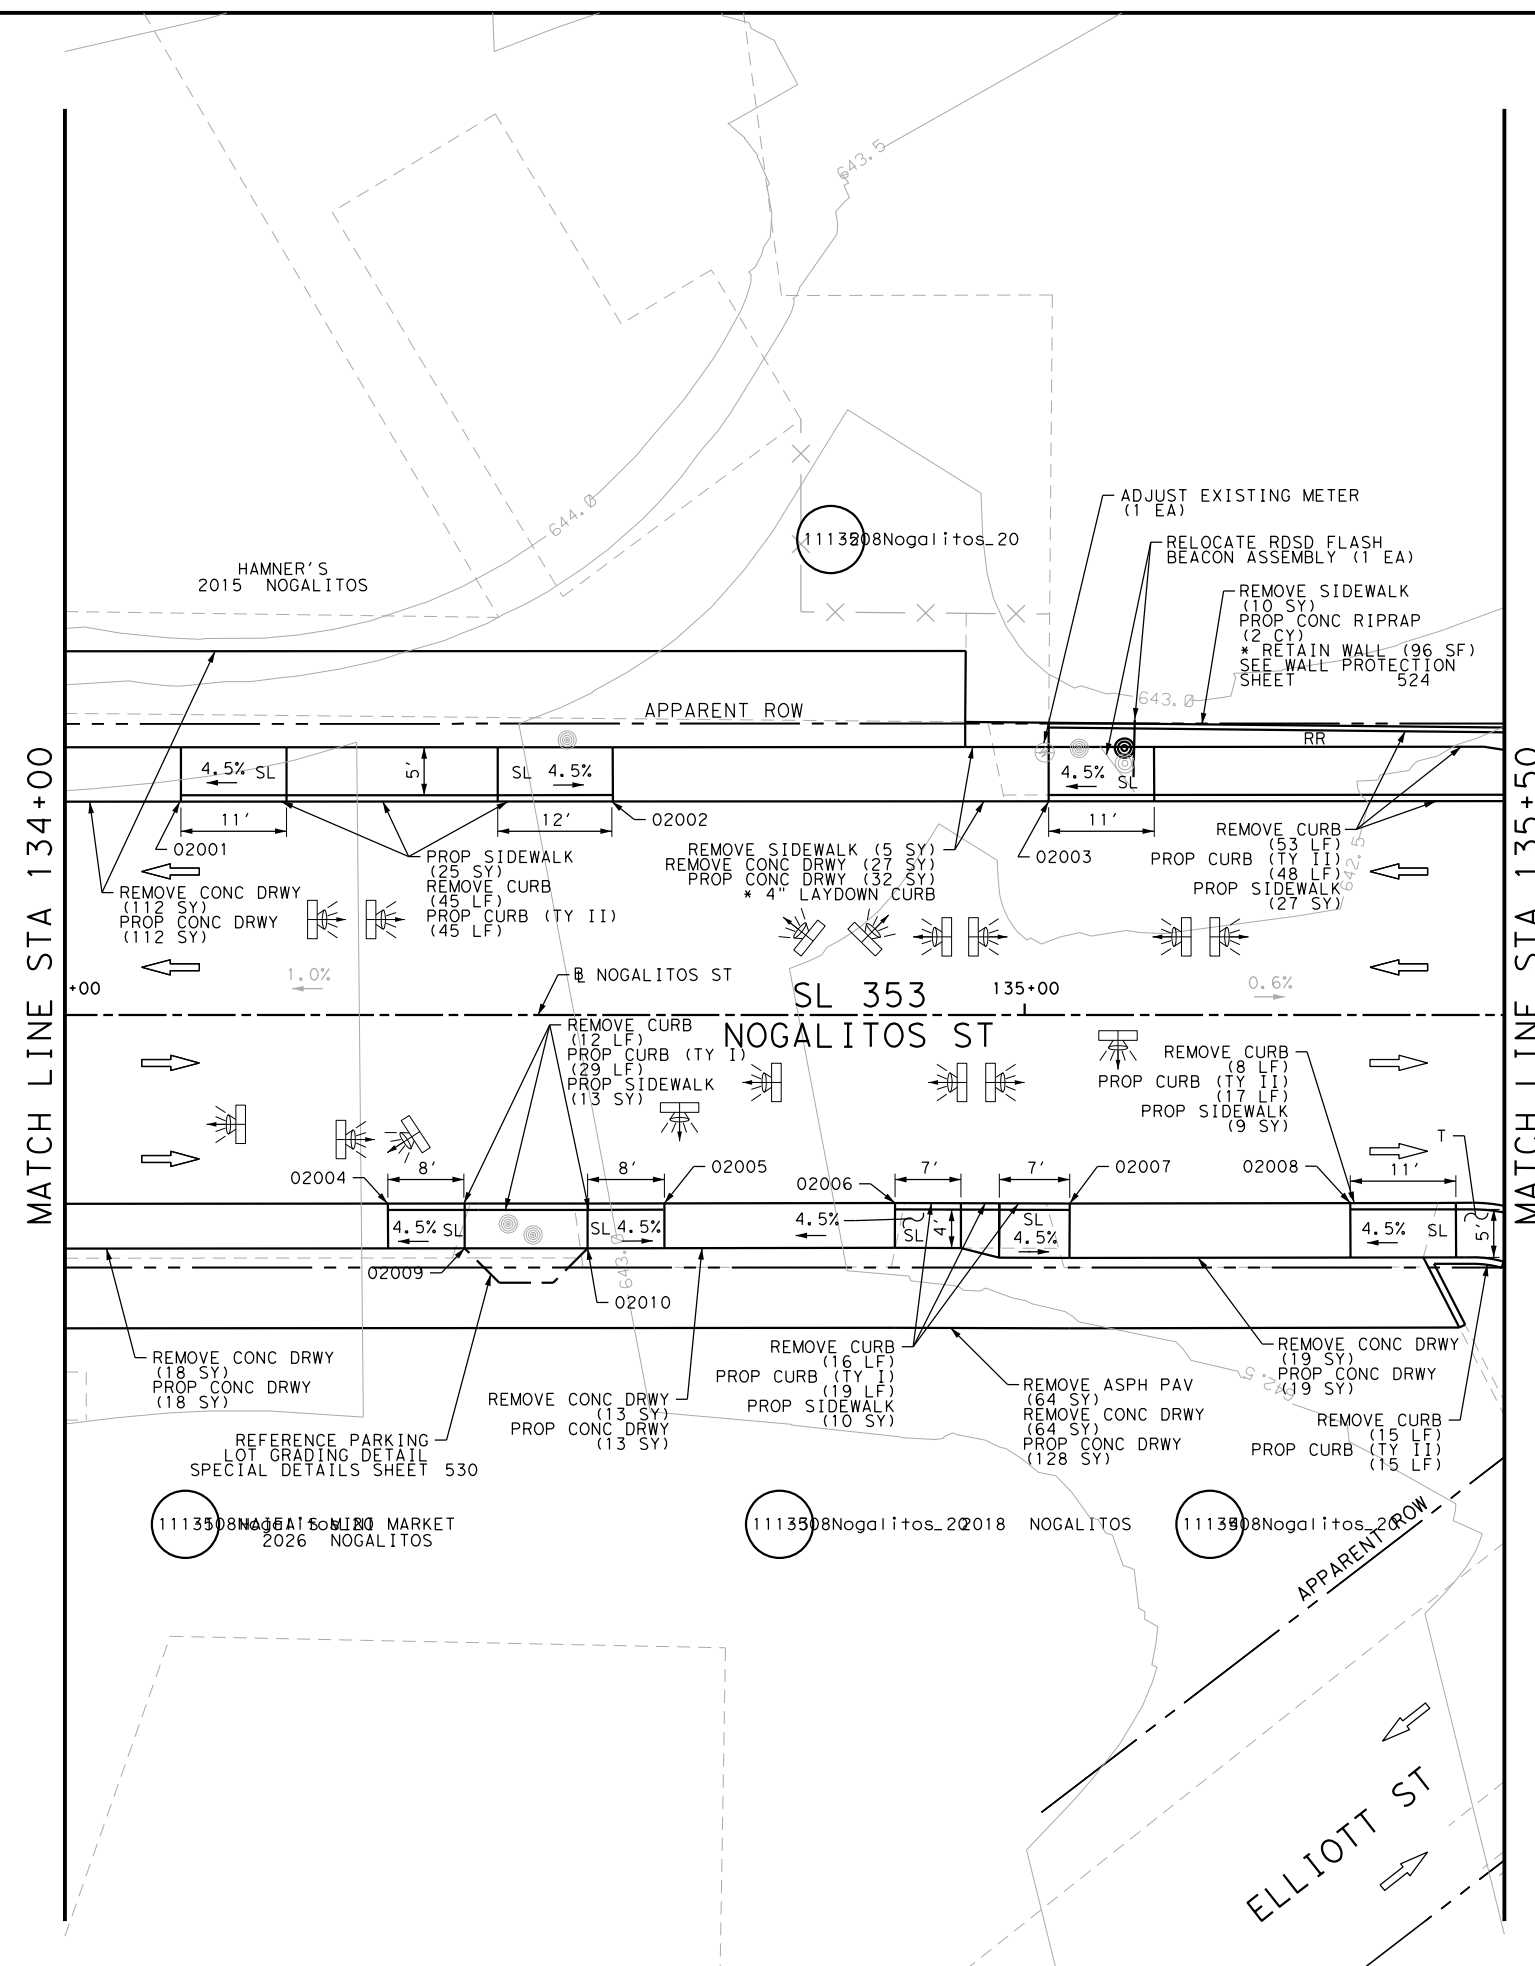 643.5
644.0
ADJUST EXISTING METER
(1 EA)
RELOCATE RDSD FLASH
BEACON ASSEMBLY (1 EA)
HAMNER'S
2015 NOGALITOS
REMOVE SIDEWALK
(10 SY)
PROP CONC RIPRAP
(2 CY)
* RETAIN WALL (96 SF)
SEE WALL PROTECTION
SHEET 524
643.0
APPARENT ROW
RR
MATCH LINE STA 134+00
MATCH LINE STA 135+50
4.5% SL
5'
SL 4.5%
4.5%
SL
11'
12'
11'
02001
02002
02003
REMOVE CONC DRWY
(112 SY)
PROP CONC DRWY
(112 SY)
PROP SIDEWALK
(25 SY)
REMOVE CURB
(45 LF)
PROP CURB (TY II)
(45 LF)
REMOVE SIDEWALK (5 SY)
REMOVE CONC DRWY (27 SY)
PROP CONC DRWY (32 SY)
* 4" LAYDOWN CURB
REMOVE CURB
(53 LF)
PROP CURB (TY II)
(48 LF)
PROP SIDEWALK
(27 SY)
642.5
1.0%
0.6%
+00
℄ NOGALITOS ST
SL 353
NOGALITOS ST
135+00
REMOVE CURB
(12 LF)
PROP CURB (TY I)
(29 LF)
PROP SIDEWALK
(13 SY)
REMOVE CURB
(8 LF)
PROP CURB (TY II)
(17 LF)
PROP SIDEWALK
(9 SY)
T
02004
8'
8'
02005
02006
7'
7'
02007
02008
11'
4.5% SL
SL 4.5%
4.5%
SL
4'
SL
4.5%
4.5% SL
5'
02009
02010
643.0
REMOVE CONC DRWY
(18 SY)
PROP CONC DRWY
(18 SY)
REMOVE CONC DRWY
(13 SY)
PROP CONC DRWY
(13 SY)
REMOVE CURB
(16 LF)
PROP CURB (TY I)
(19 LF)
PROP SIDEWALK
(10 SY)
REMOVE ASPH PAV
(64 SY)
REMOVE CONC DRWY
(64 SY)
PROP CONC DRWY
(128 SY)
REMOVE CONC DRWY
(19 SY)
PROP CONC DRWY
(19 SY)
642.5
REMOVE CURB
(15 LF)
PROP CURB (TY II)
(15 LF)
REFERENCE PARKING
LOT GRADING DETAIL
SPECIAL DETAILS SHEET 530
MARKET
2026 NOGALITOS
2018 NOGALITOS
APPARENT ROW
ELLIOTT ST